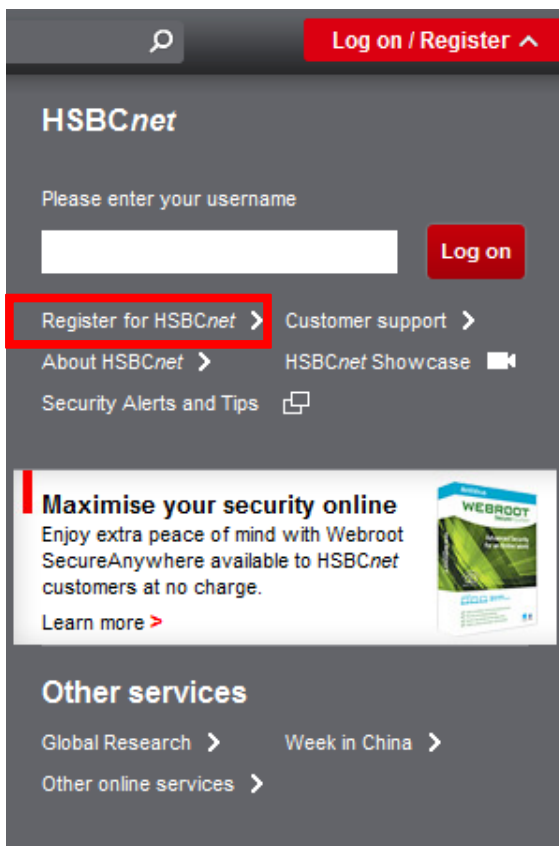 Log on / Register
HSBCnet
Please enter your username
Log on
Register for HSBCnet
Customer support
About HSBCnet
HSBCnet Showcase
Security Alerts and Tips
Maximise your security online
Enjoy extra peace of mind with Webroot
SecureAnywhere available to HSBCnet
customers at no charge.
Learn more >
WEBROOT
Other services
Global Research
Week in China
Other online services